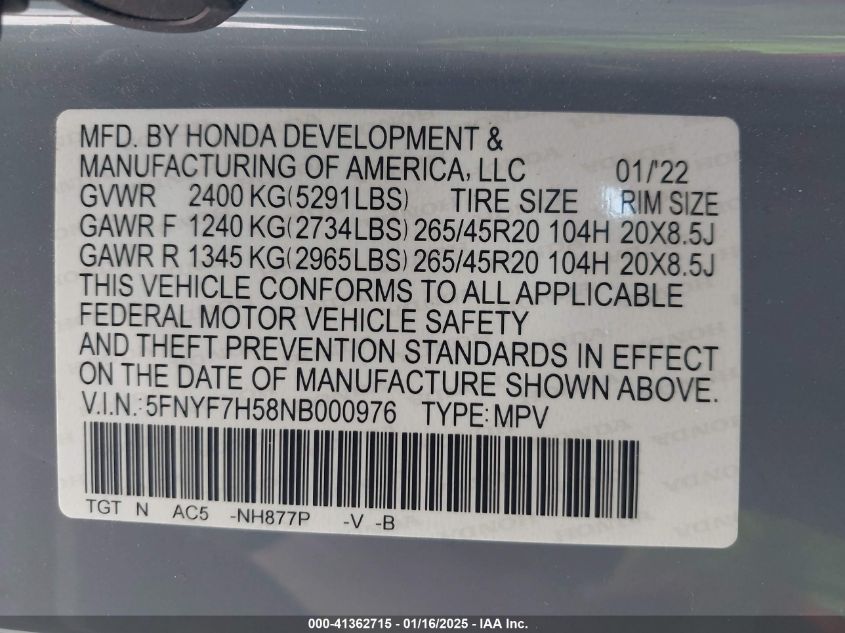 MFD. BY HONDA DEVELOPMENT &
MANUFACTURING OF AMERICA, LLC 01/'22
GVWR 2400 KG(5291LBS) TIRE SIZE RIM SIZE
GAWR F 1240 KG(2734LBS) 265/45R20 104H 20X8.5J
GAWR R 1345 KG(2965LBS) 265/45R20 104H 20X8.5J
THIS VEHICLE CONFORMS TO ALL APPLICABLE
FEDERAL MOTOR VEHICLE SAFETY
AND THEFT PREVENTION STANDARDS IN EFFECT
ON THE DATE OF MANUFACTURE SHOWN ABOVE.
V.I.N.: 5FNYF7H58NB000976 TYPE: MPV
TGT N AC5 -NH877P -V -B
000-41362715 - 01/16/2025 - IAAI Inc.